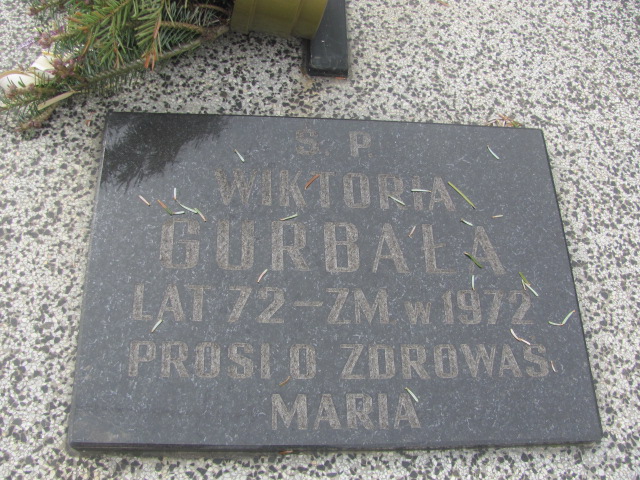 Ś P
WIKTORIA
GURBAŁA
LAT 72-ZM. w 1972
PROSI O ZDROWAŚ
MARIA